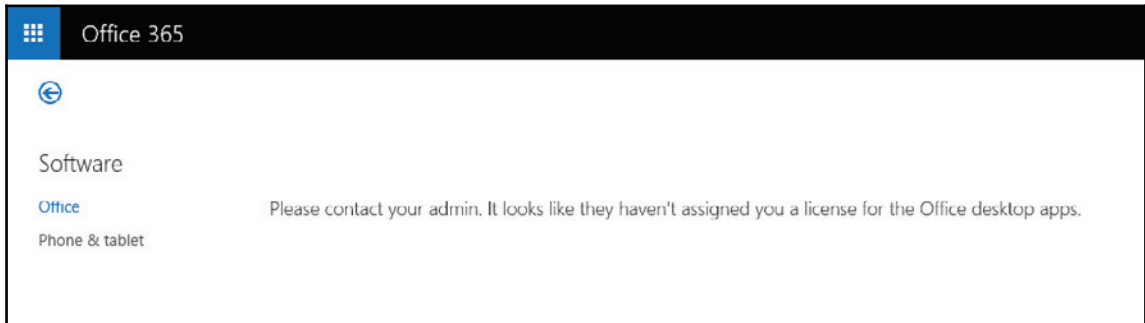 Office 365
Software
Office
Please contact your admin. It looks like they haven't assigned you a license for the Office desktop apps.
Phone & tablet